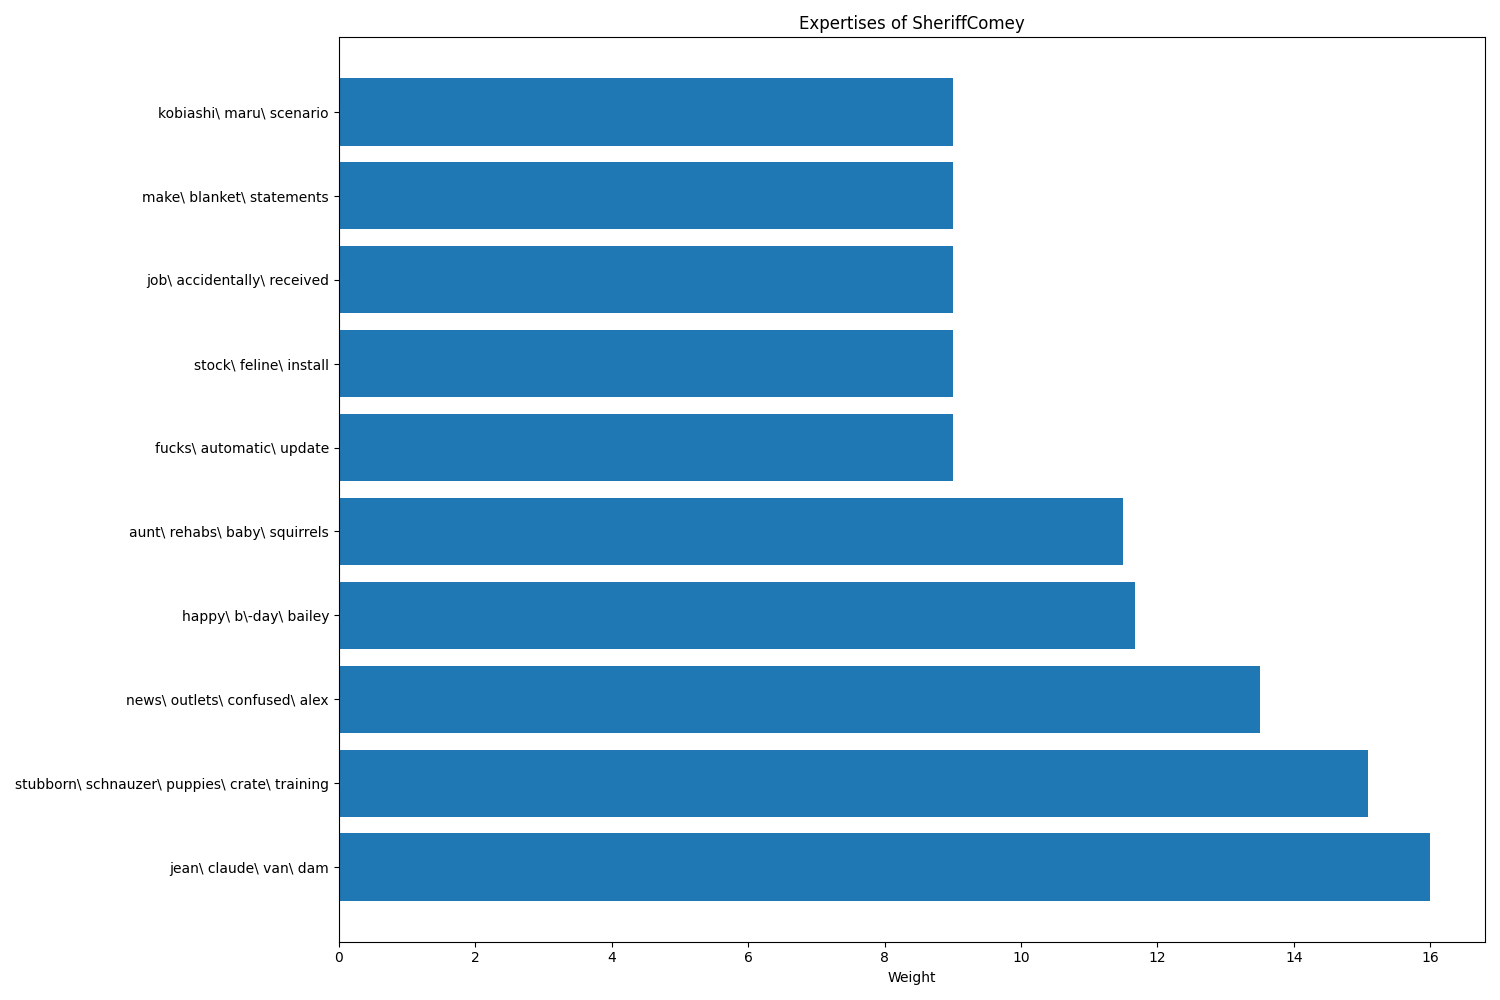 Expertises of SheriffComey
kobiashi\ maru\ scenario
make\ blanket\ statements
job\ accidentally\ received
stock\ feline\ install
fucks\ automatic\ update
aunt\ rehabs\ baby\ squirrels
happy\ b\-day\ bailey
news\ outlets\ confused\ alex
stubborn\ schnauzer\ puppies\ crate\ training
jean\ claude\ van\ dam
0 2 4 6 8 10 12 14 16
Weight